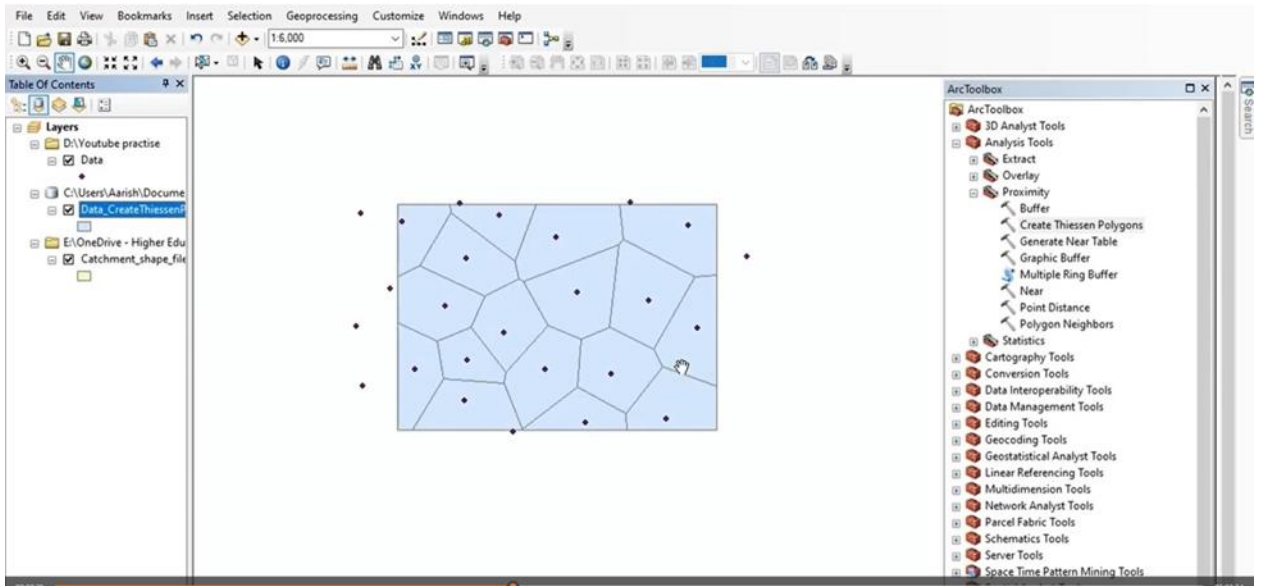 File Edit View Bookmarks Insert Selection Geoprocessing Customize Windows Help
1:6,000
Table Of Contents
Layers
D:\Youtube practise
Data
C:\Users\Aarish\Docume
Data_CreateThiessenP
E:\OneDrive - Higher Edu
Catchment_shape_file
ArcToolbox
ArcToolbox
3D Analyst Tools
Analysis Tools
Extract
Overlay
Proximity
Buffer
Create Thiessen Polygons
Generate Near Table
Graphic Buffer
Multiple Ring Buffer
Near
Point Distance
Polygon Neighbors
Statistics
Cartography Tools
Conversion Tools
Data Interoperability Tools
Data Management Tools
Editing Tools
Geocoding Tools
Geostatistical Analyst Tools
Linear Referencing Tools
Multidimension Tools
Network Analyst Tools
Parcel Fabric Tools
Schematics Tools
Server Tools
Space Time Pattern Mining Tools
Search